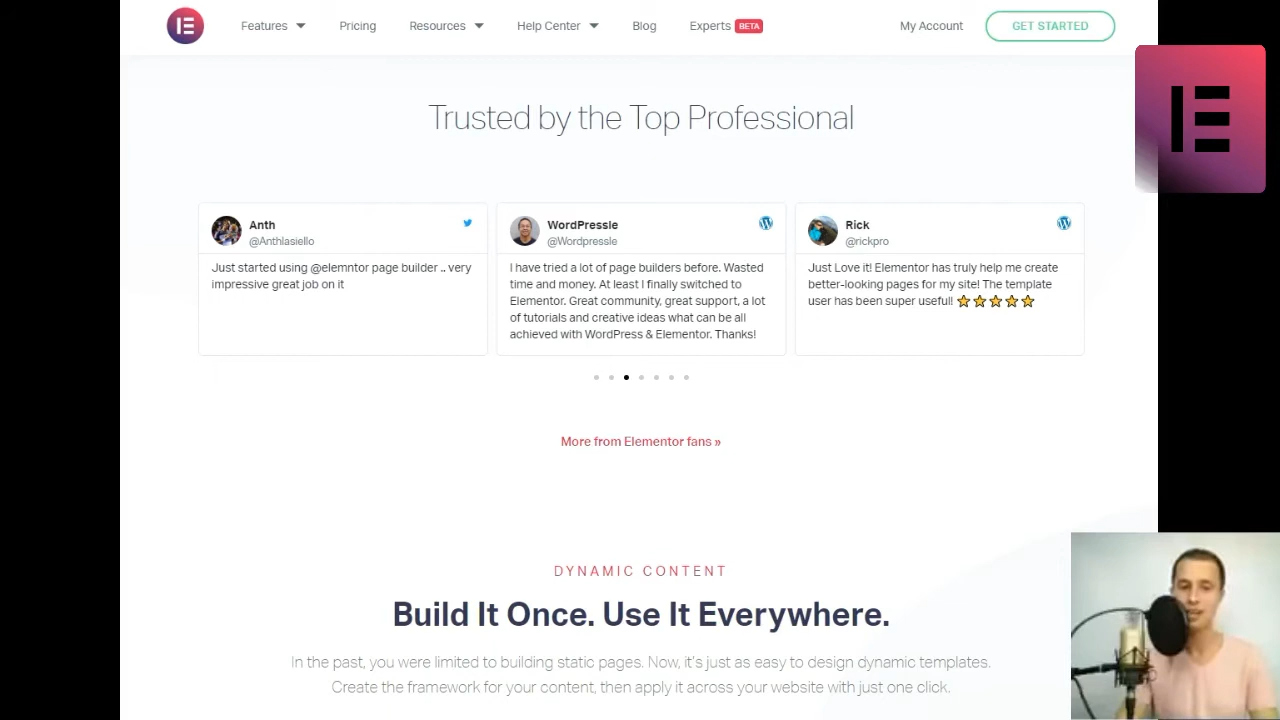 Features Pricing Resources Help Center Blog Experts BETA My Account GET STARTED
Trusted by the Top Professional
Anth
@Anthlasiello
Just started using @elemntor page builder .. very
impressive great job on it
WordPressle
@Wordpressle
I have tried a lot of page builders before. Wasted
time and money. At least I finally switched to
Elementor. Great community, great support, a lot
of tutorials and creative ideas what can be all
achieved with WordPress & Elementor. Thanks!
Rick
@rickpro
Just Love it! Elementor has truly help me create
better-looking pages for my site! The template
user has been super useful! ⭐⭐⭐⭐⭐
More from Elementor fans »
DYNAMIC CONTENT
Build It Once. Use It Everywhere.
In the past, you were limited to building static pages. Now, it's just as easy to design dynamic templates.
Create the framework for your content, then apply it across your website with just one click.